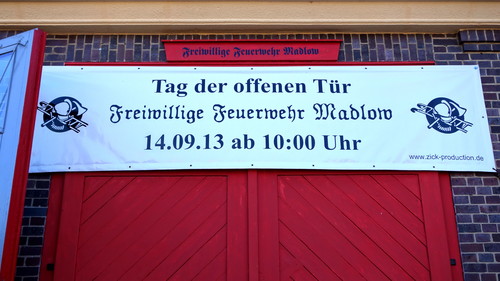 Freiwillige Feuerwehr Madlow
Tag der offenen Tür
Freiwillige Feuerwehr Madlow
14.09.13 ab 10:00 Uhr
www.zick-production.de